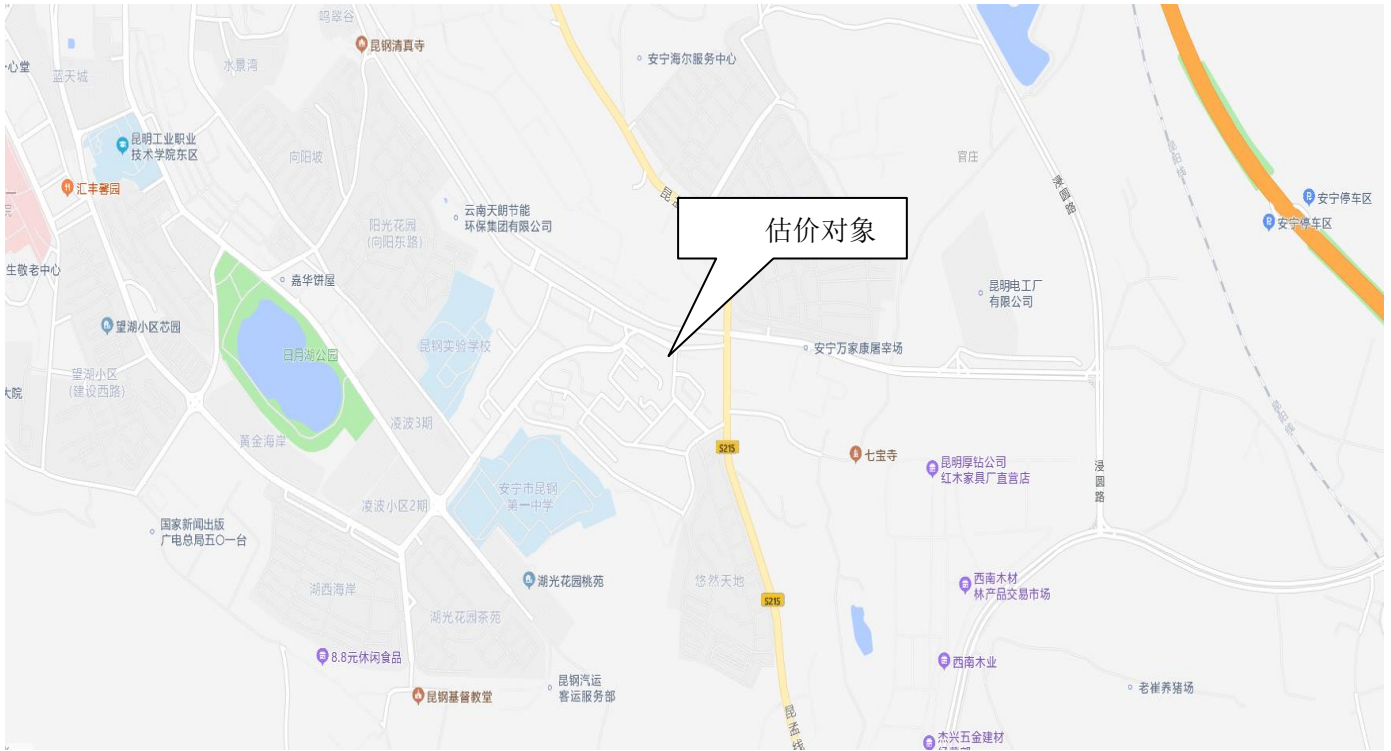 鸣翠谷
昆钢清真寺
安宁海尔服务中心
心堂
蓝天城
水景湾
昆明工业职业
技术学院东区
向阳坡
官庄
汇丰馨园
阳光花园
(向阳东路)
云南天朗节能
环保集团有限公司
估价对象
安宁停车区
安宁停车区
生敬老中心
嘉华饼屋
昆明电工厂
有限公司
望湖小区芯园
日月湖公园
昆钢实验学校
安宁万家康屠宰场
望湖小区
(建设西路)
大院
黄金海岸
凌波3期
S215
七宝寺
昆明厚钻公司
红木家具厂直营店
浸圆路
安宁市昆钢
第一中学
凌波小区2期
国家新闻出版
广电总局五〇一台
湖光花园桃苑
悠然天地
S215
西南木材
林产品交易市场
湖西海岸
湖光花园茶苑
8.8元休闲食品
西南木业
昆钢基督教堂
昆钢汽运
客运服务部
老崔养猪场
杰兴五金建材